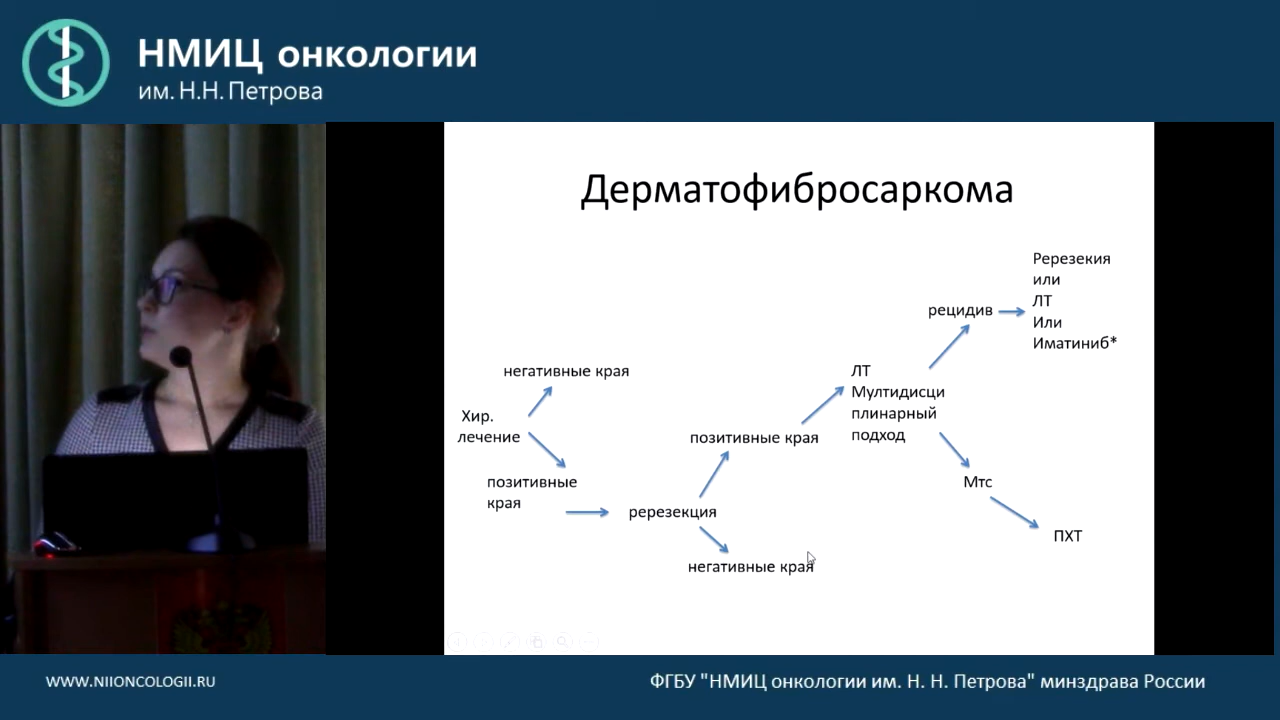 НМИЦ онкологии
им. Н.Н. Петрова
Дерматофибросаркома
Ререзекия
или
ЛТ
Или
Иматиниб*
рецидив
негативные края
ЛТ
Мултидисци
плинарный
подход
Хир.
лечение
позитивные края
позитивные
края
Мтс
ререзекция
ПХТ
негативные края
WWW.NIIONCOLOGII.RU
ФГБУ "НМИЦ онкологии им. Н. Н. Петрова" минздрава России